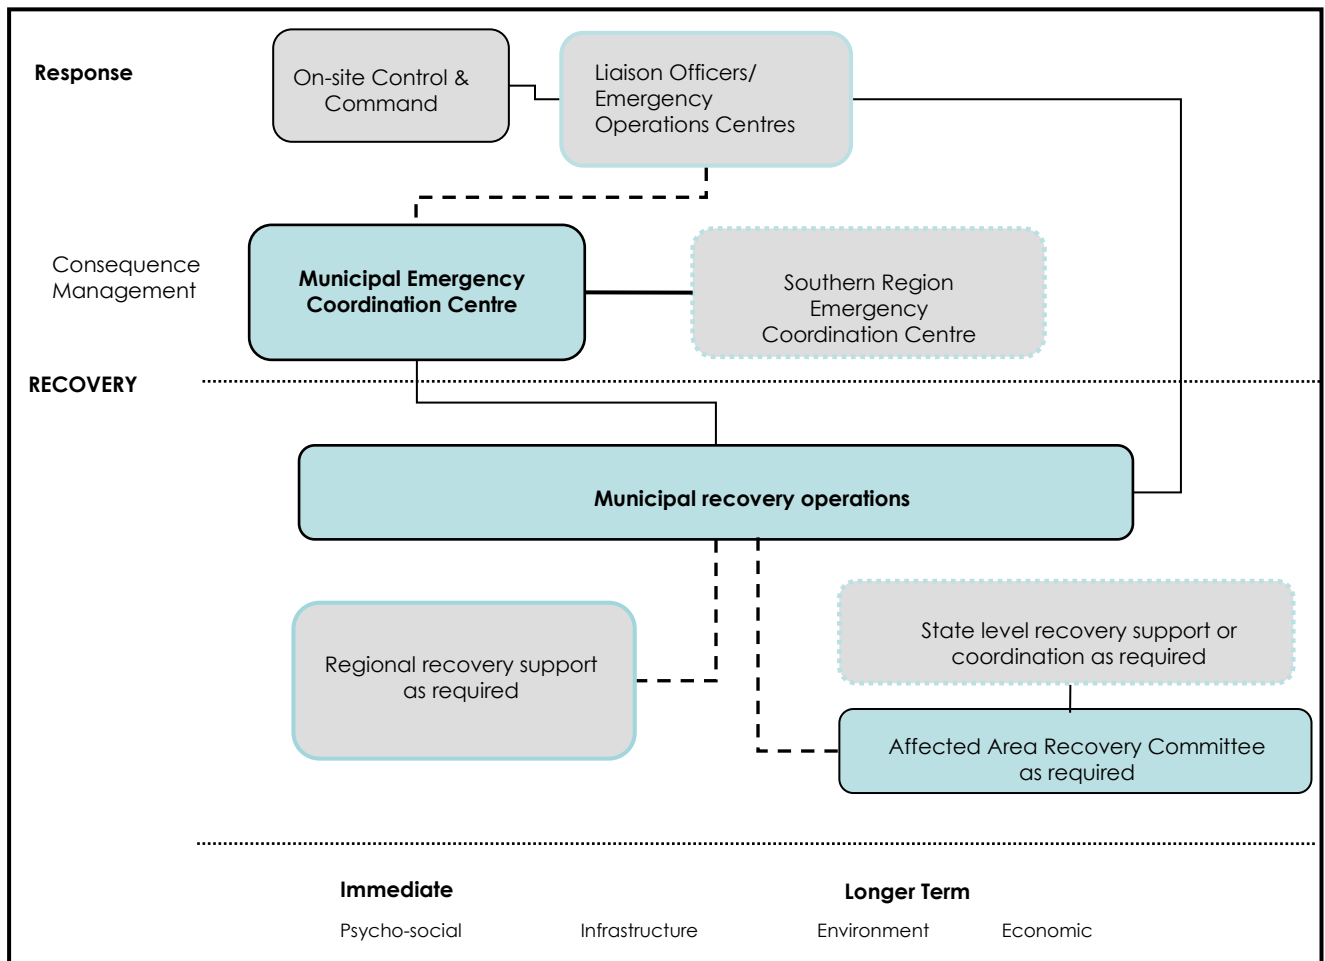 Response
On-site Control &
Command
Liaison Officers/
Emergency
Operations Centres
Consequence
Management
Municipal Emergency
Coordination Centre
Southern Region
Emergency
Coordination Centre
RECOVERY
Municipal recovery operations
Regional recovery support
as required
State level recovery support or
coordination as required
Affected Area Recovery Committee
as required
Immediate
Longer Term
Psycho-social
Infrastructure
Environment
Economic